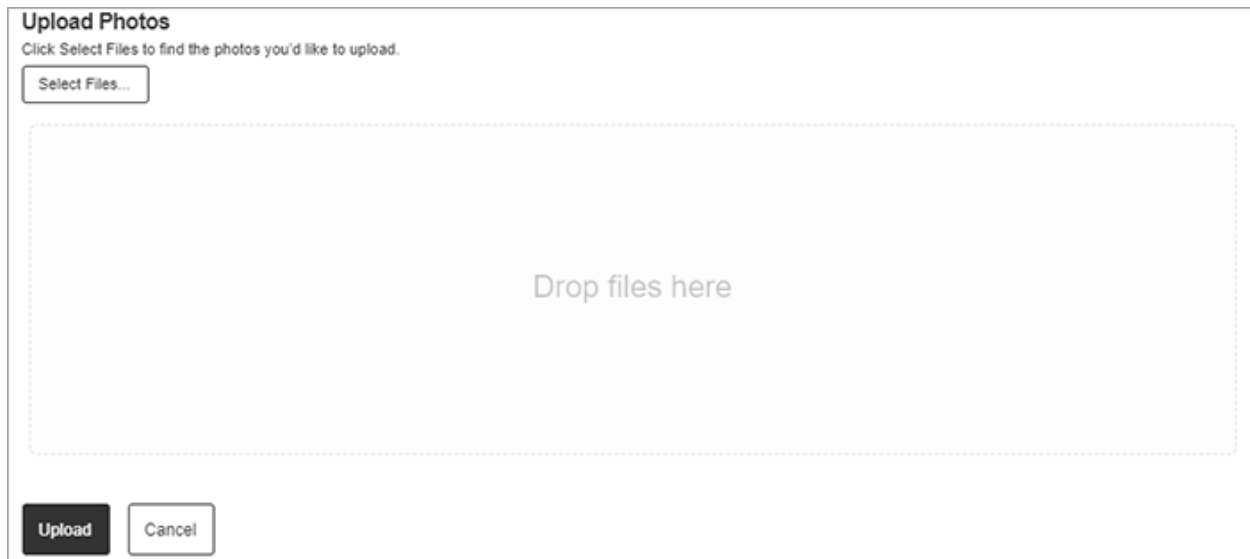 Upload Photos
Click Select Files to find the photos you'd like to upload.
Select Files...
Drop files here
Upload
Cancel